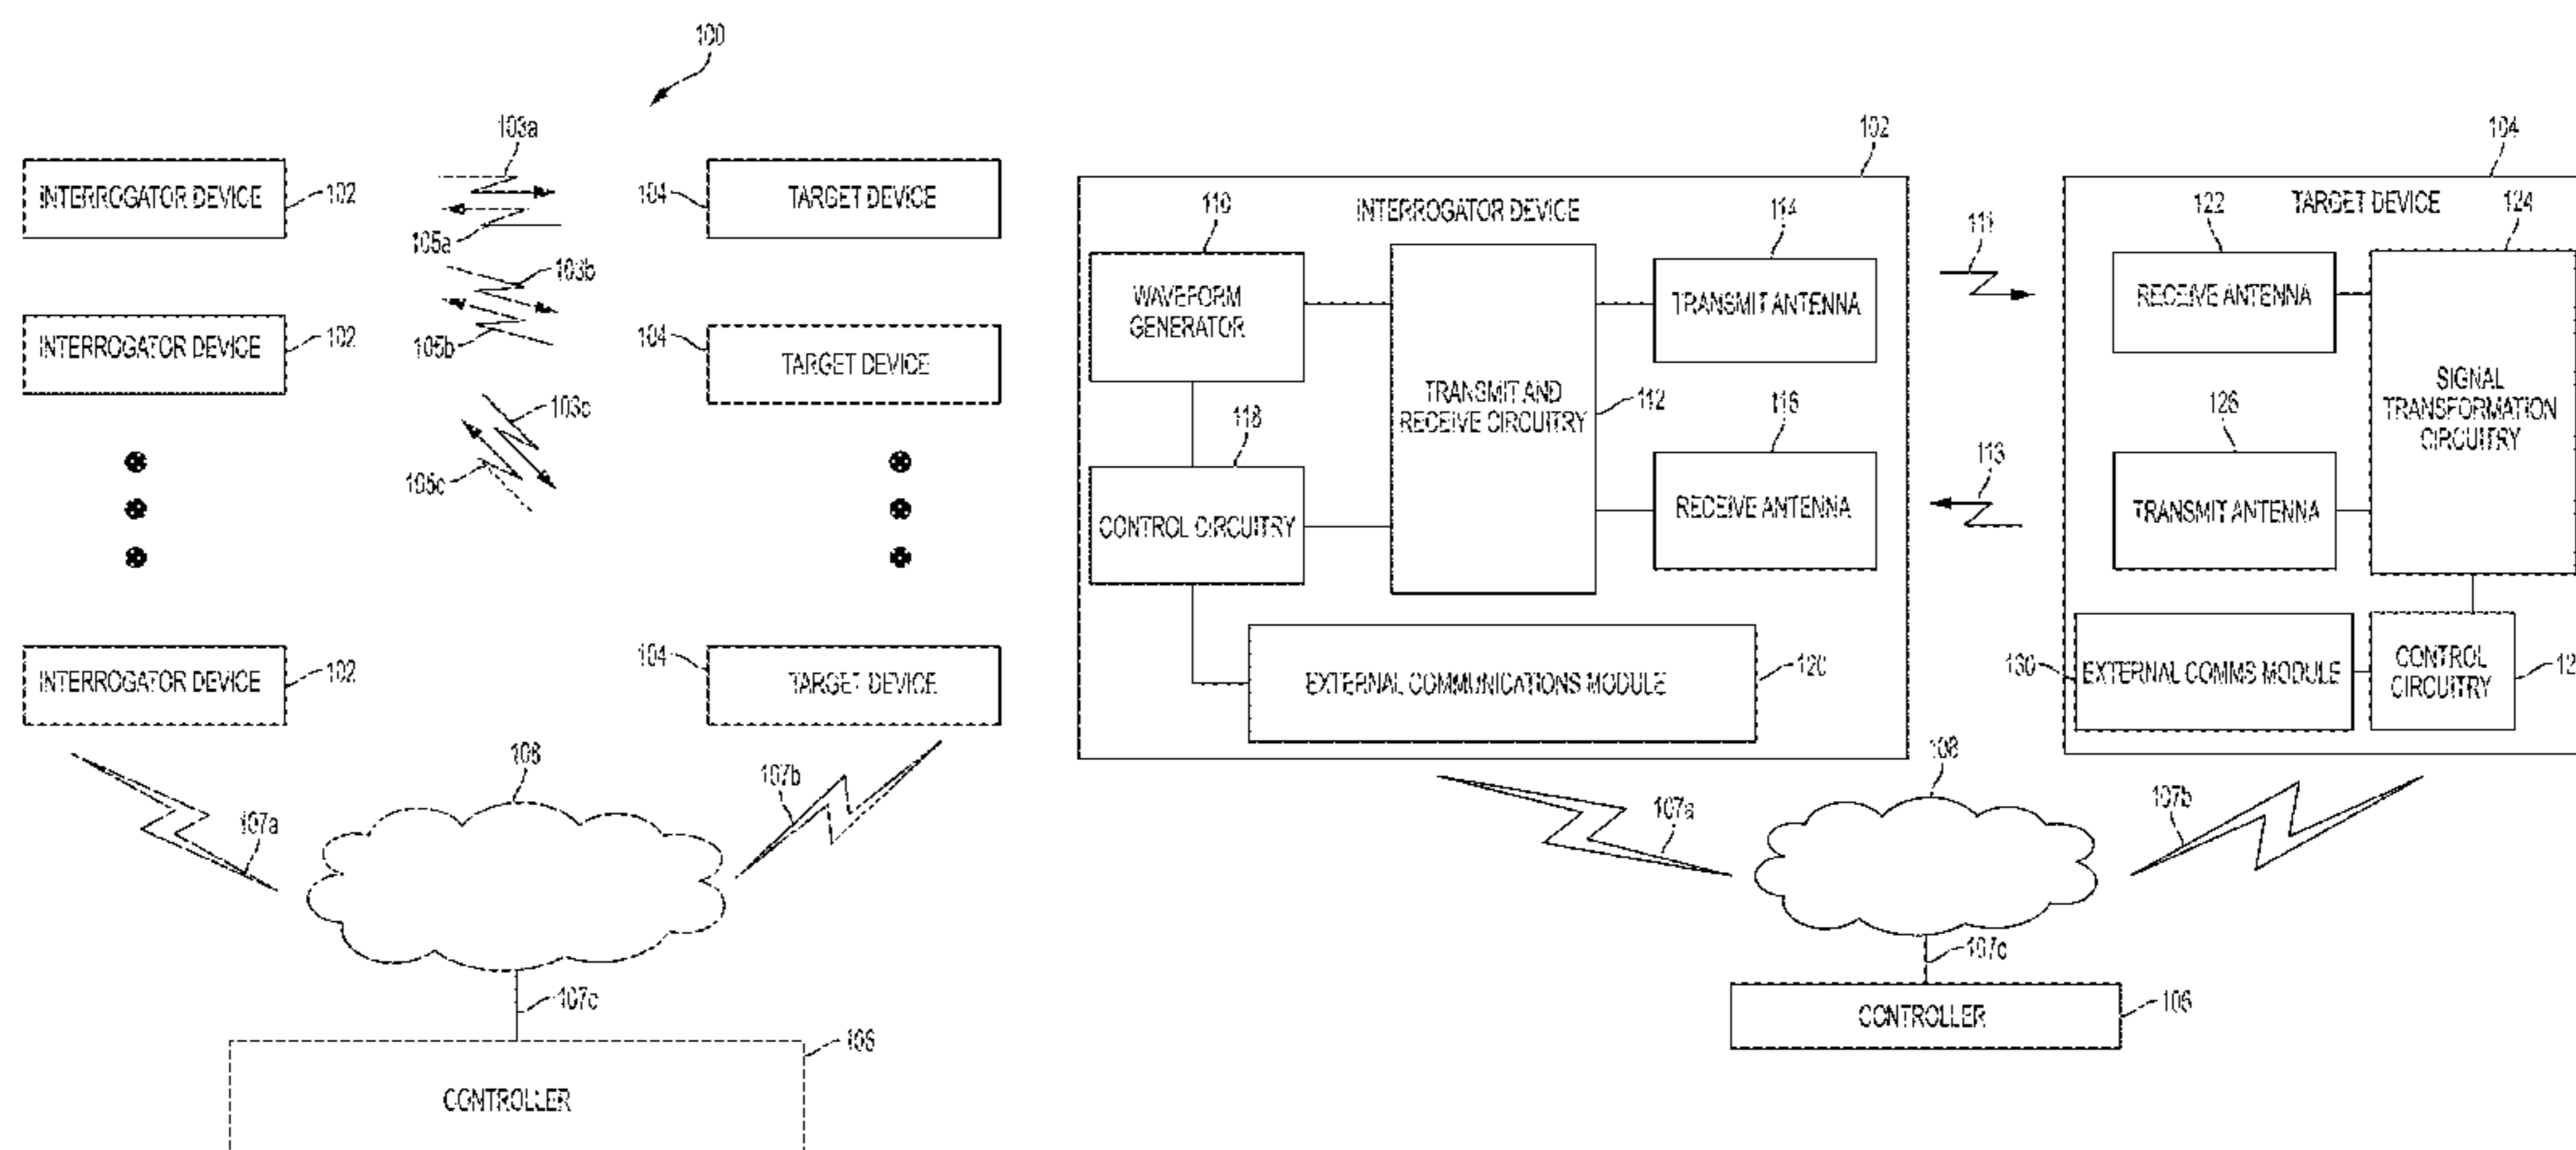 100
103a
INTERROGATOR DEVICE
102
104
TARGET DEVICE
105a
103b
INTERROGATOR DEVICE
102
105b
104
TARGET DEVICE
103c
105c
INTERROGATOR DEVICE
102
104
TARGET DEVICE
107a
108
107b
107c
106
CONTROLLER
102
INTERROGATOR DEVICE
110
WAVEFORM
GENERATOR
114
TRANSMIT ANTENNA
TRANSMIT AND
RECEIVE CIRCUITRY
112
118
CONTROL CIRCUITRY
116
RECEIVE ANTENNA
EXTERNAL COMMUNICATIONS MODULE
120
111
113
104
TARGET DEVICE
122
RECEIVE ANTENNA
124
SIGNAL
TRANSFORMATION
CIRCUITRY
126
TRANSMIT ANTENNA
130
EXTERNAL COMMS MODULE
CONTROL
CIRCUITRY
107a
108
107b
107c
CONTROLLER
106